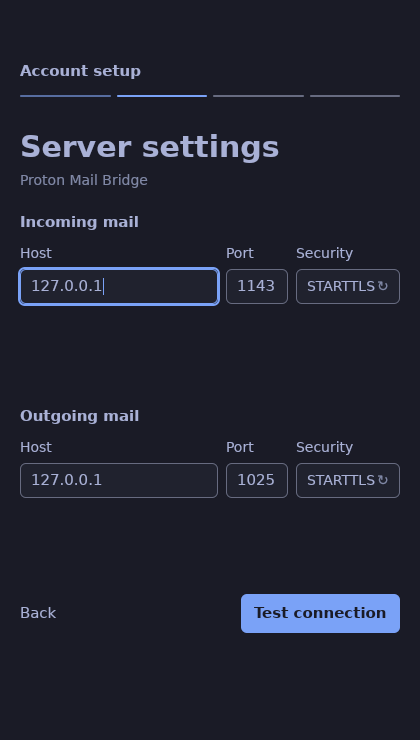 Account setup
Server settings
Proton Mail Bridge
Incoming mail
Host Port Security
127.0.0.1 1143 STARTTLS ↻
Outgoing mail
Host Port Security
127.0.0.1 1025 STARTTLS ↻
Back Test connection